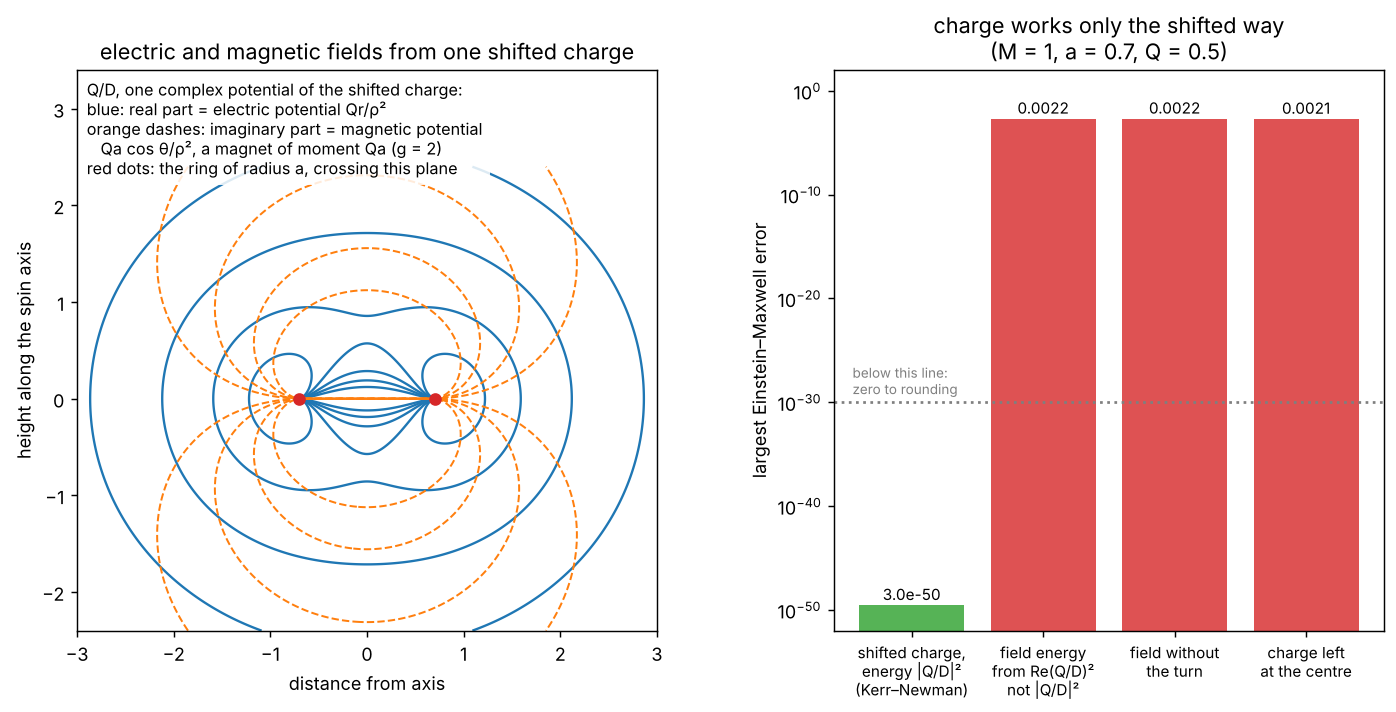 electric and magnetic fields from one shifted charge
Q/D, one complex potential of the shifted charge:
blue: real part = electric potential Qr/ρ²
orange dashes: imaginary part = magnetic potential
Qa cos θ/ρ², a magnet of moment Qa (g = 2)
red dots: the ring of radius a, crossing this plane
height along the spin axis
3
2
1
0
−1
−2
−3
−2
−1
0
1
2
3
distance from axis
charge works only the shifted way
(M = 1, a = 0.7, Q = 0.5)
largest Einstein–Maxwell error
10⁰
10⁻¹⁰
10⁻²⁰
10⁻³⁰
10⁻⁴⁰
10⁻⁵⁰
0.0022
0.0022
0.0021
below this line:
zero to rounding
3.0e-50
shifted charge,
energy |Q/D|²
(Kerr–Newman)
field energy
from Re(Q/D)²
not |Q/D|²
field without
the turn
charge left
at the centre